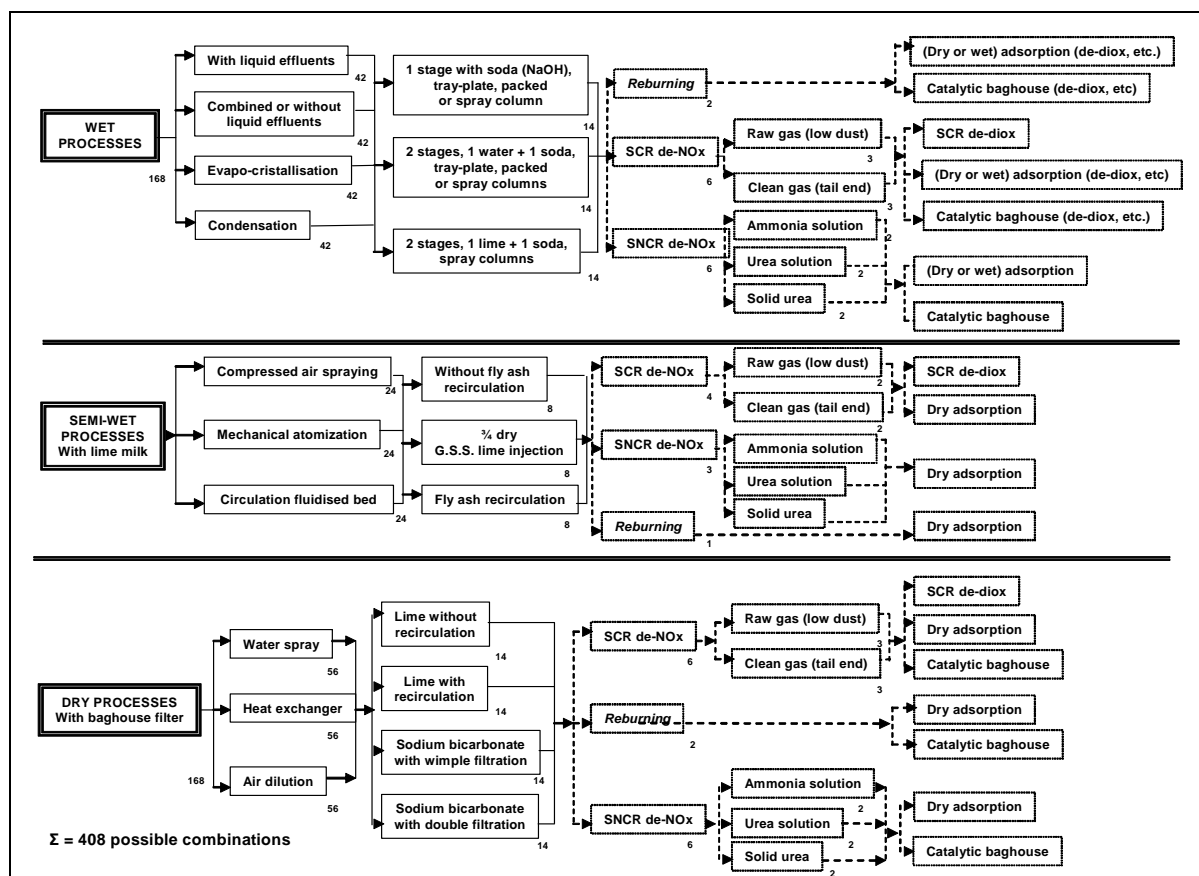 WET
PROCESSES
168
With liquid effluents
42
Combined or without
liquid effluents
42
Evapo-cristallisation
42
Condensation
42
1 stage with soda (NaOH),
tray-plate, packed
or spray column
14
2 stages, 1 water + 1 soda,
tray-plate, packed
or spray columns
14
2 stages, 1 lime + 1 soda,
spray columns
14
Reburning
2
SCR de-NOx
6
SNCR de-NOx
6
Raw gas (low dust)
3
Clean gas (tail end)
3
Ammonia solution
2
Urea solution
2
Solid urea
2
(Dry or wet) adsorption (de-diox, etc.)
Catalytic baghouse (de-diox, etc)
SCR de-diox
(Dry or wet) adsorption (de-diox, etc)
Catalytic baghouse (de-diox, etc.)
(Dry or wet) adsorption
Catalytic baghouse
SEMI-WET
PROCESSES
With lime milk
Compressed air spraying
24
Mechanical atomization
24
Circulation fluidised bed
24
Without fly ash
recirculation
8
¾ dry
G.S.S. lime injection
8
Fly ash recirculation
8
SCR de-NOx
4
SNCR de-NOx
3
Reburning
1
Raw gas (low dust)
2
Clean gas (tail end)
2
Ammonia solution
Urea solution
Solid urea
SCR de-diox
Dry adsorption
Dry adsorption
Dry adsorption
DRY PROCESSES
With baghouse filter
168
Water spray
56
Heat exchanger
56
Air dilution
56
Lime without
recirculation
14
Lime with
recirculation
14
Sodium bicarbonate
with wimple filtration
14
Sodium bicarbonate
with double filtration
14
SCR de-NOx
6
Reburning
2
SNCR de-NOx
6
Raw gas (low dust)
3
Clean gas (tail end)
3
Ammonia solution
2
Urea solution
2
Solid urea
2
SCR de-diox
Dry adsorption
Catalytic baghouse
Dry adsorption
Catalytic baghouse
Dry adsorption
Catalytic baghouse
Σ = 408 possible combinations